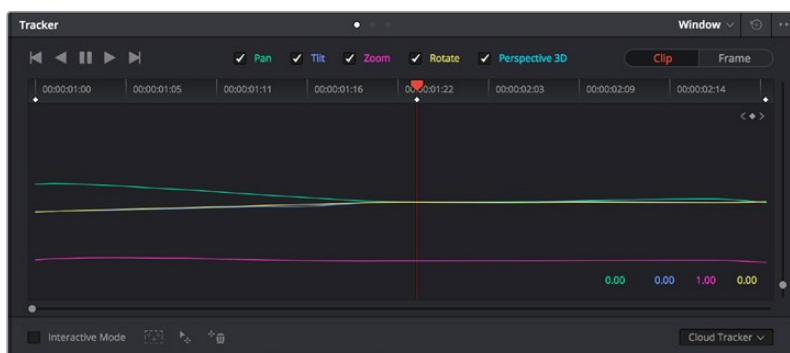 Tracker
Window
Pan Tilt Zoom Rotate Perspective 3D
Clip Frame
00:00:01:00 00:00:01:05 00:00:01:11 00:00:01:16 00:00:01:22 00:00:02:03 00:00:02:09 00:00:02:14
0.00 0.00 1.00 0.00
Interactive Mode
Cloud Tracker